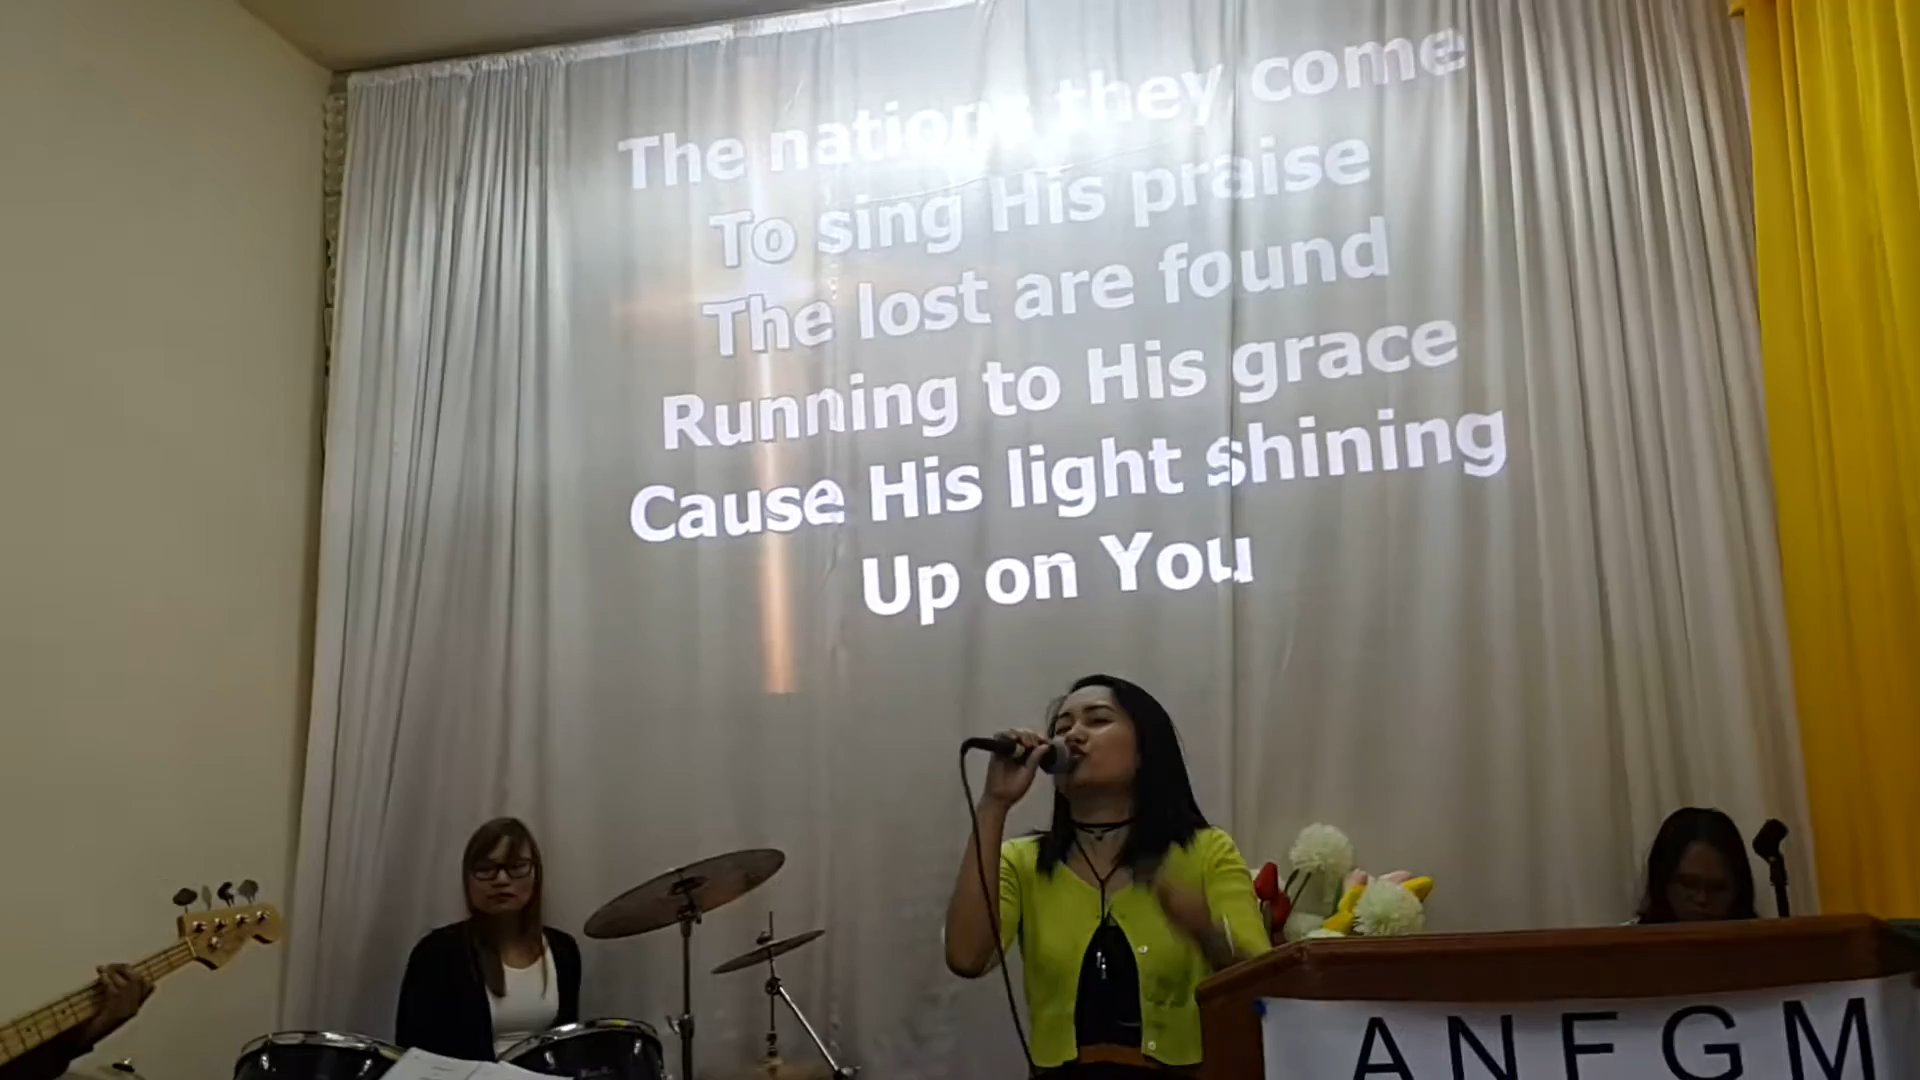 The nations they come
To sing His praise
The lost are found
Running to His grace
Cause His light shining
Up on You
ANFGM